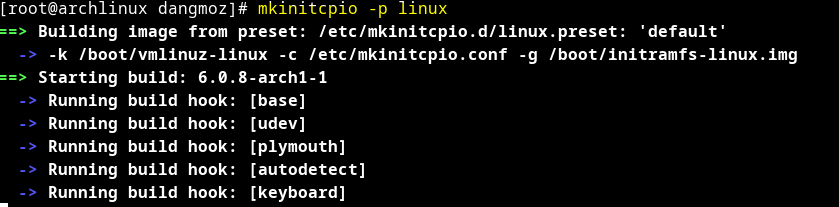 [root@archlinux dangmoz]# mkinitcpio -p linux
==> Building image from preset: /etc/mkinitcpio.d/linux.preset: 'default'
  -> -k /boot/vmlinuz-linux -c /etc/mkinitcpio.conf -g /boot/initramfs-linux.img
==> Starting build: 6.0.8-arch1-1
  -> Running build hook: [base]
  -> Running build hook: [udev]
  -> Running build hook: [plymouth]
  -> Running build hook: [autodetect]
  -> Running build hook: [keyboard]